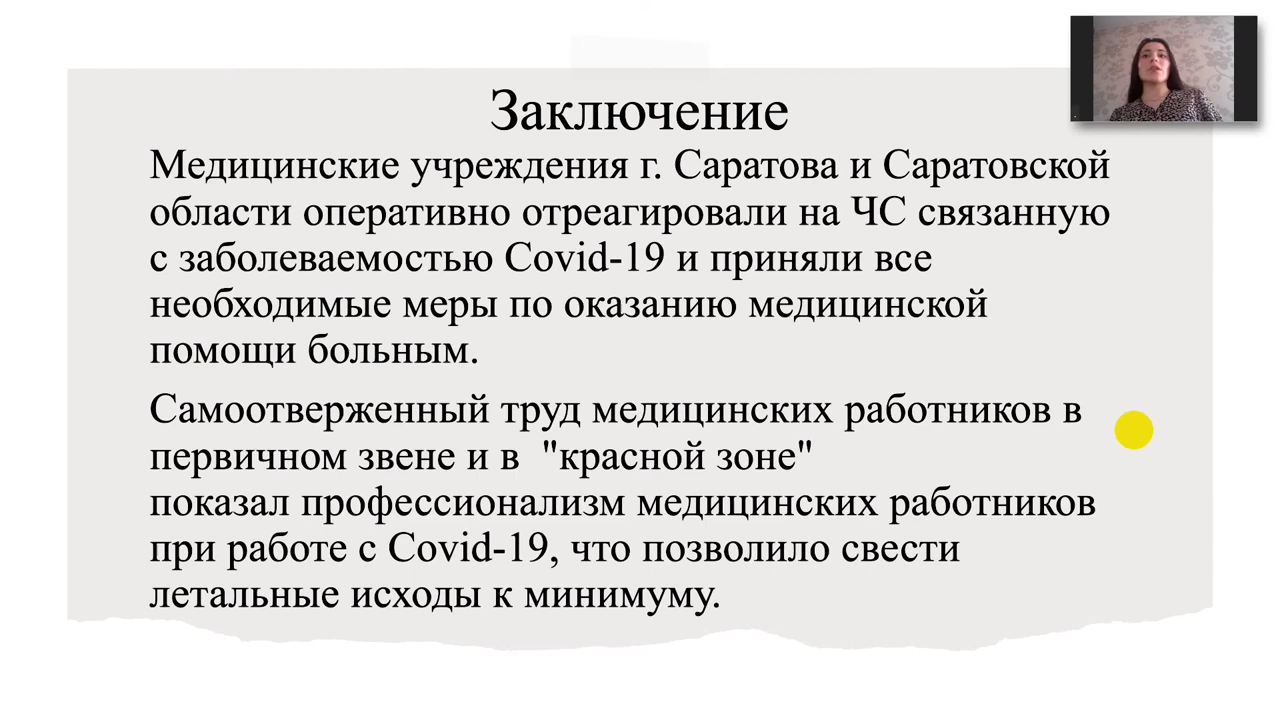 Заключение
Медицинские учреждения г. Саратова и Саратовской
области оперативно отреагировали на ЧС связанную
с заболеваемостью Covid-19 и приняли все
необходимые меры по оказанию медицинской
помощи больным.
Самоотверженный труд медицинских работников в
первичном звене и в "красной зоне"
показал профессионализм медицинских работников
при работе с Covid-19, что позволило свести
летальные исходы к минимуму.